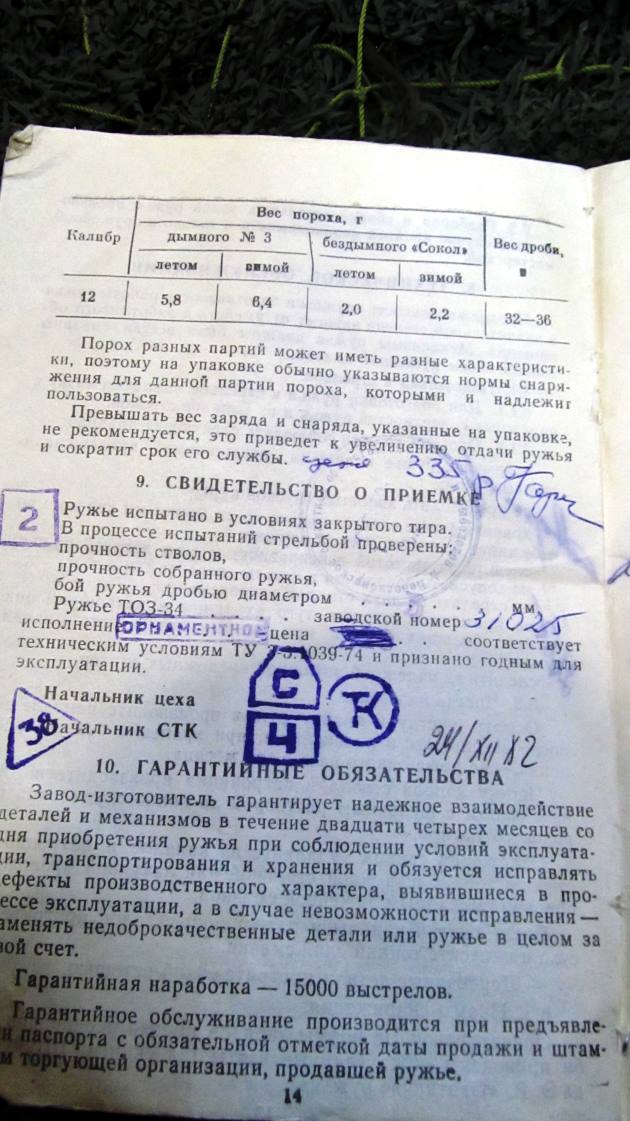 Калибр
Вес пороха, г
Вес дроби, г
дымного № 3
бездымного «Сокол»
летом
зимой
летом
зимой
12
5,8
6,4
2,0
2,2
32—36
Порох разных партий может иметь разные характеристи-
ки, поэтому на упаковке обычно указываются нормы снаря-
жения для данной партии пороха, которыми и надлежит
пользоваться.
Превышать вес заряда и снаряда, указанные на упаковке,
не рекомендуется, это приведет к увеличению отдачи ружья
и сократит срок его службы. цена 335 р
9. СВИДЕТЕЛЬСТВО О ПРИЕМКЕ
2
Ружье испытано в условиях закрытого тира.
В процессе испытаний стрельбой проверены:
прочность стволов,
прочность собранного ружья,
бой ружья дробью диаметром . . . . . . мм.
Ружье ТОЗ-34 . . . . заводской номер 31025
исполнение ОРНАМЕНТНОЕ цена . . соответствует
техническим условиям ТУ 3-3.1039-74 и признано годным для
эксплуатации.
Начальник цеха
С
38
Начальник СТК
Ч
24/XII 82
10. ГАРАНТИЙНЫЕ ОБЯЗАТЕЛЬСТВА
Завод-изготовитель гарантирует надежное взаимодействие
деталей и механизмов в течение двадцати четырех месяцев со
дня приобретения ружья при соблюдении условий эксплуата-
ции, транспортирования и хранения и обязуется исправлять
дефекты производственного характера, выявившиеся в про-
цессе эксплуатации, а в случае невозможности исправления —
заменять недоброкачественные детали или ружье в целом за
свой счет.
Гарантийная наработка — 15000 выстрелов.
Гарантийное обслуживание производится при предъявле-
и паспорта с обязательной отметкой даты продажи и штам-
м торгующей организации, продавшей ружье.
14